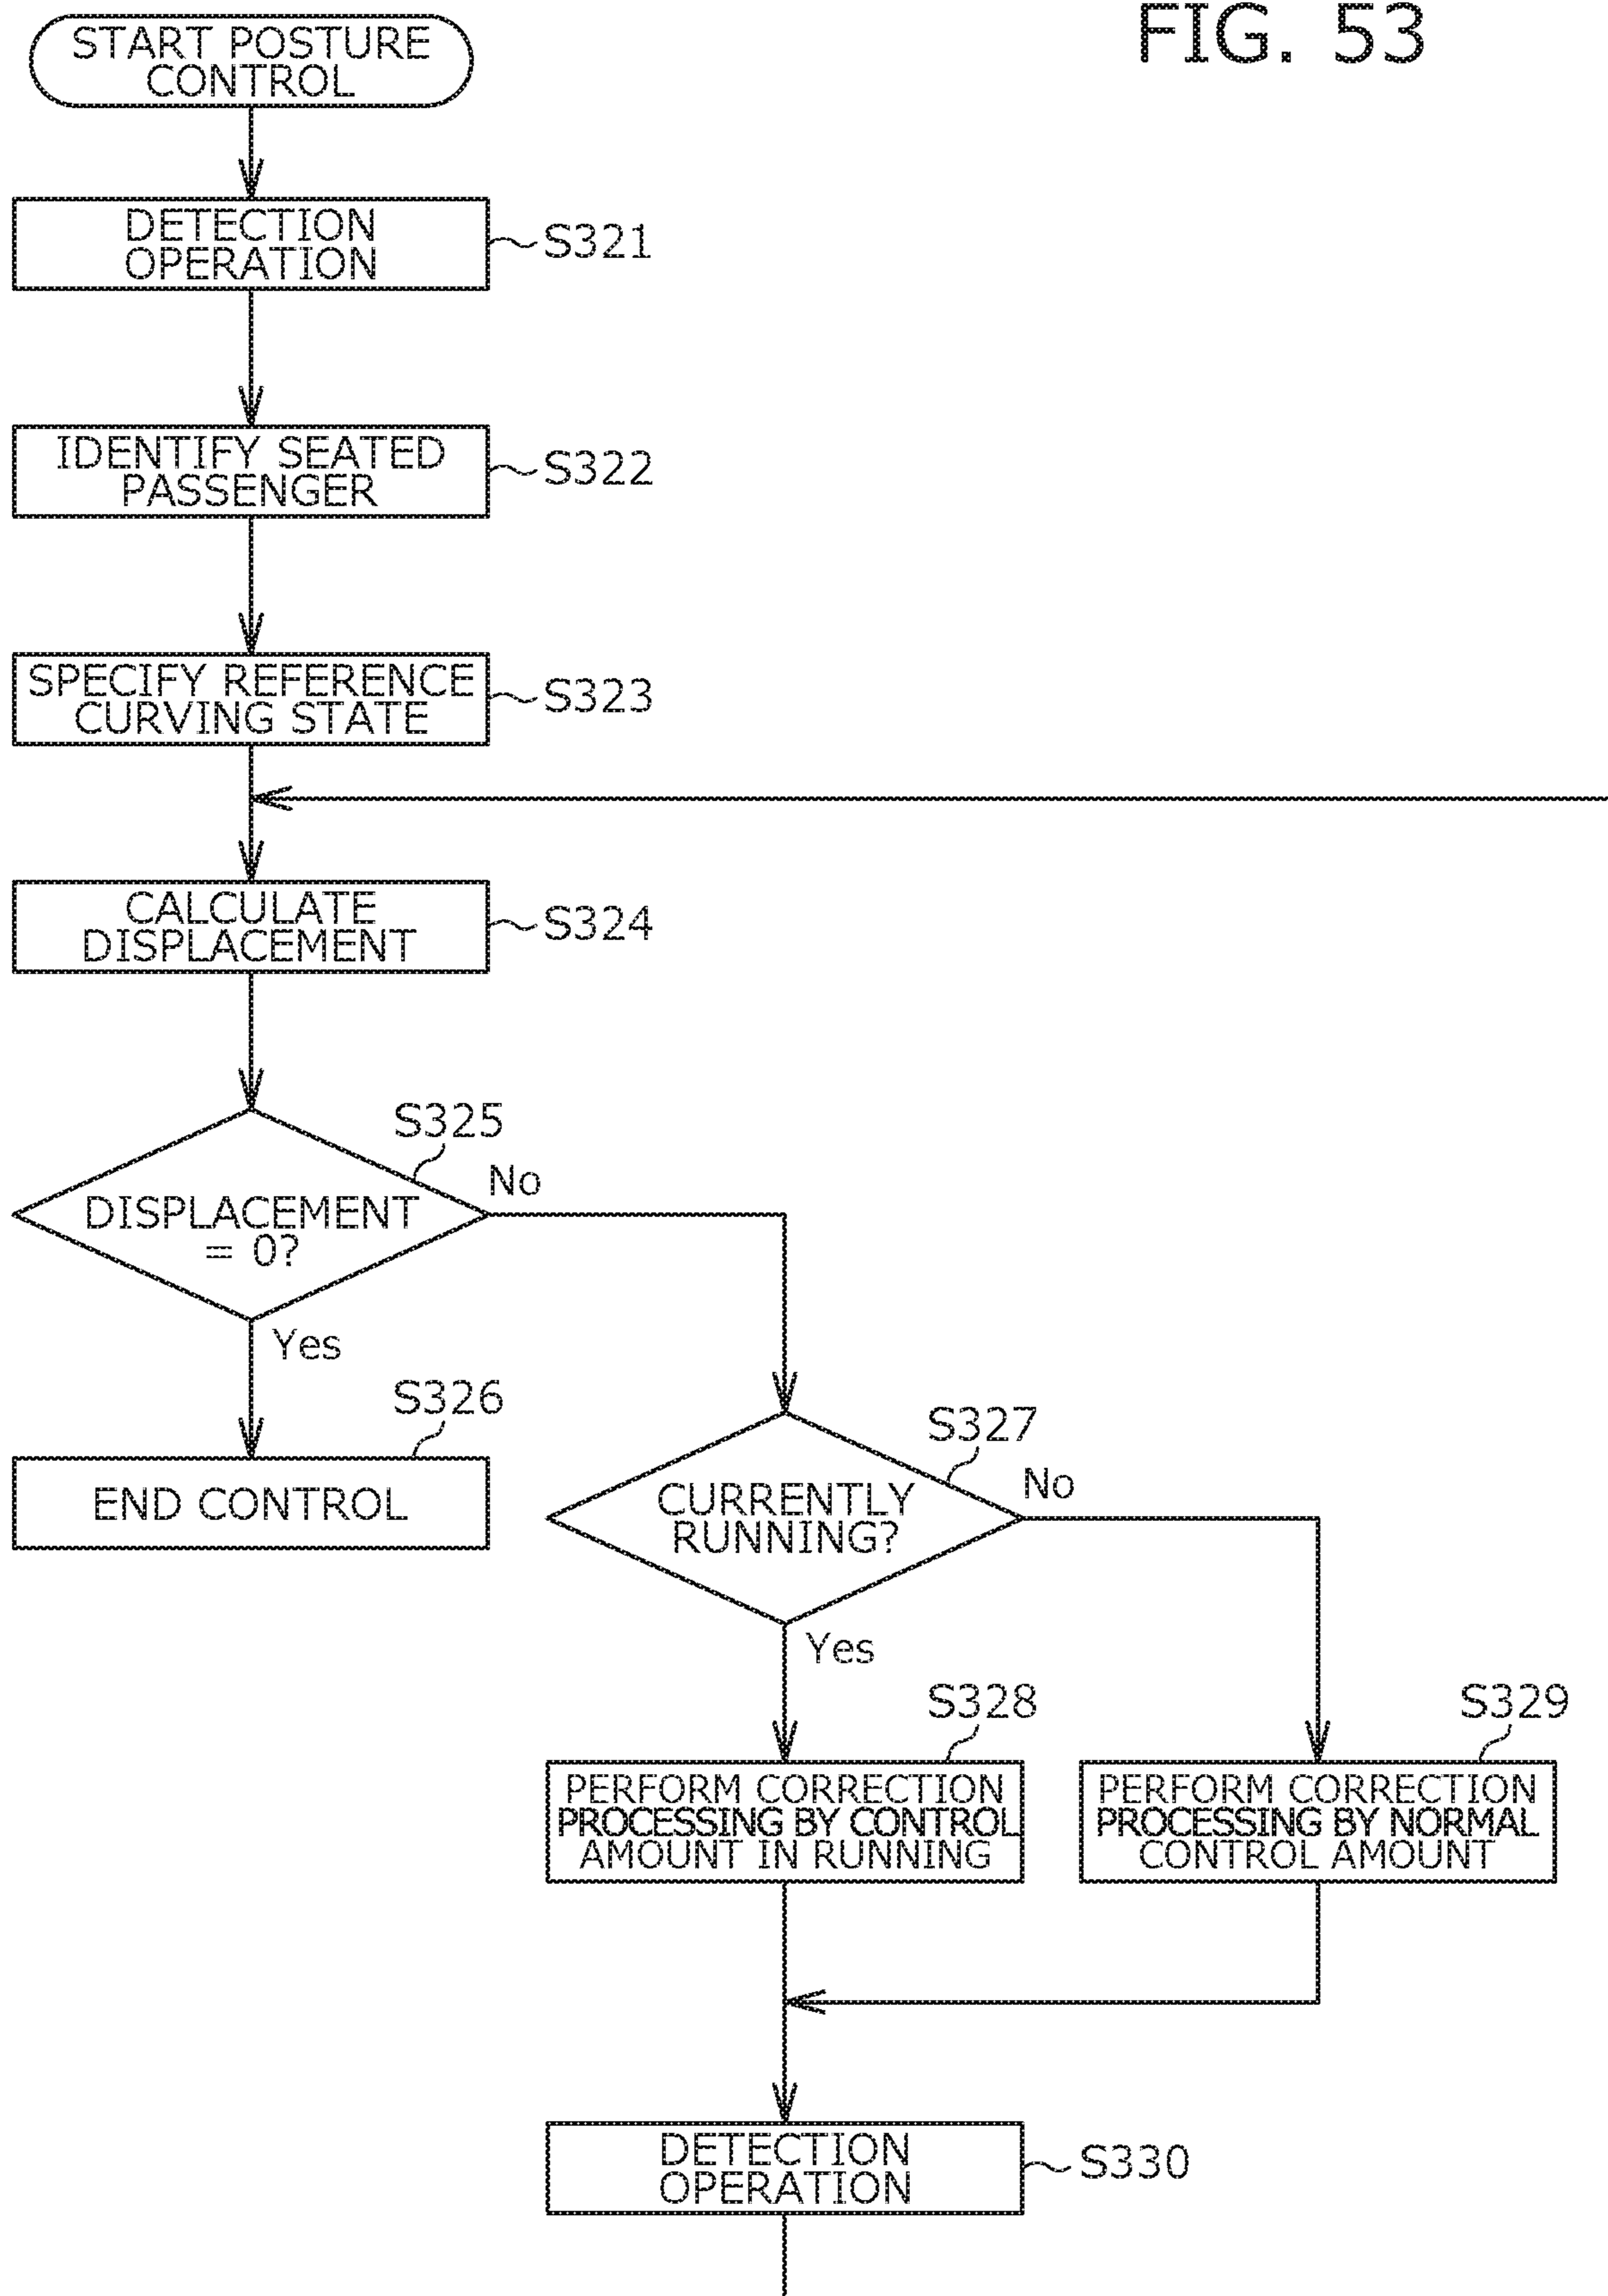 FIG. 53
START POSTURE
CONTROL
DETECTION
OPERATION
S321
IDENTIFY SEATED
PASSENGER
S322
SPECIFY REFERENCE
CURVING STATE
S323
CALCULATE
DISPLACEMENT
S324
S325
DISPLACEMENT
= 0?
No
Yes
S326
END CONTROL
S327
CURRENTLY
RUNNING?
No
Yes
S328
PERFORM CORRECTION
PROCESSING BY CONTROL
AMOUNT IN RUNNING
S329
PERFORM CORRECTION
PROCESSING BY NORMAL
CONTROL AMOUNT
DETECTION
OPERATION
S330